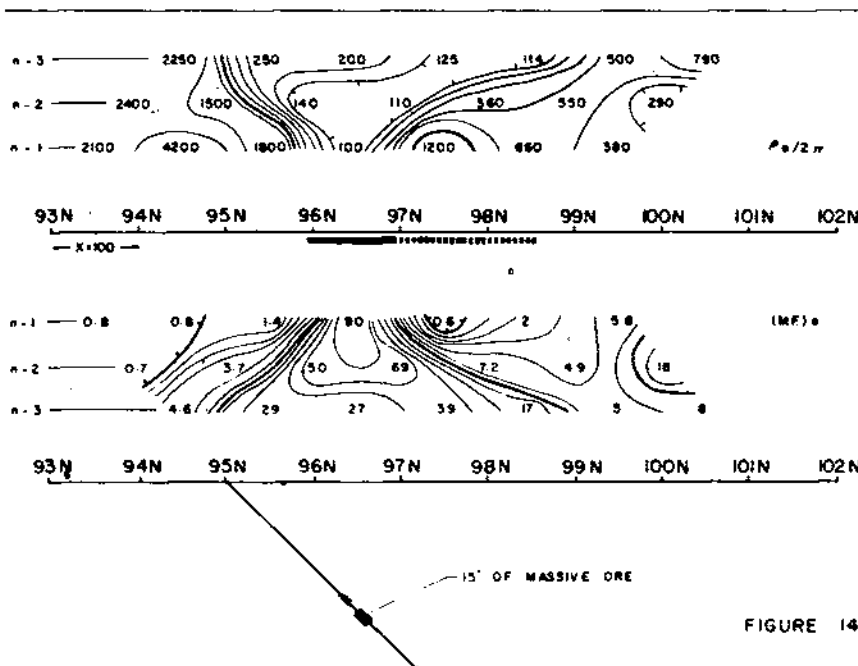 n - 3 2250 250 200 125 114 500 790
n - 2 2400 1500 140 110 360 550 290
n - 1 2100 4200 1800 100 1200 660 380 ρa/2π
93N 94N 95N 96N 97N 98N 99N 100N 101N 102N
X=100
n - 1 0.8 0.8 1.4 90 0.6 2 5.8 (M.F.) a
n - 2 0.7 3.7 50 69 7.2 4.9 18
n - 3 4.6 29 27 39 17 5 8
93N 94N 95N 96N 97N 98N 99N 100N 101N 102N
15' OF MASSIVE ORE
FIGURE 14